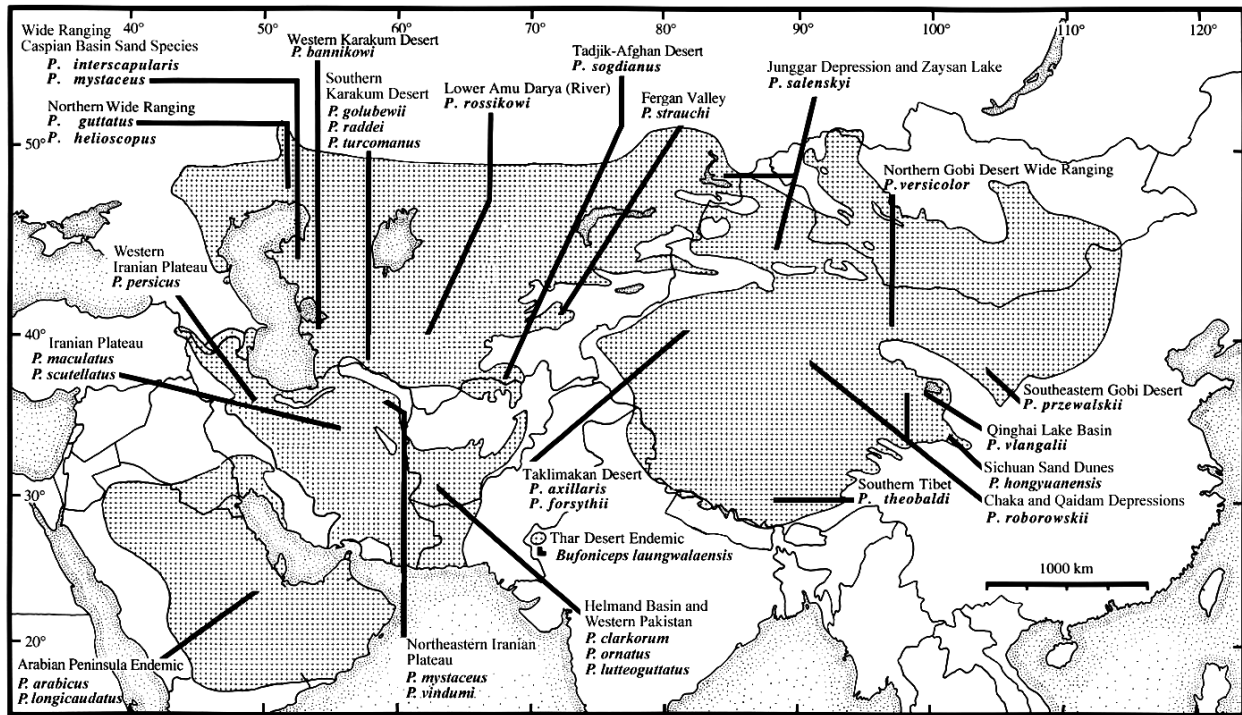 40°
50°
60°
70°
80°
90°
100°
110°
120°
Wide Ranging
Caspian Basin Sand Species
P. interscapularis
P. mystaceus
Northern Wide Ranging
P. guttatus
P. helioscopus
Western Karakum Desert
P. bannikowi
Southern
Karakum Desert
P. golubewii
P. raddei
P. turcomanus
Lower Amu Darya (River)
P. rossikowi
Tadjik-Afghan Desert
P. sogdianus
Fergan Valley
P. strauchi
Junggar Depression and Zaysan Lake
P. salenskyi
Northern Gobi Desert Wide Ranging
P. versicolor
50°
50°
Western
Iranian Plateau
P. persicus
40°
40°
Iranian Plateau
P. maculatus
P. scutellatus
Southeastern Gobi Desert
P. przewalskii
Qinghai Lake Basin
P. vlangalii
Sichuan Sand Dunes
P. hongyuanensis
Chaka and Qaidam Depressions
P. roborowskii
Southern Tibet
P. theobaldi
Taklimakan Desert
P. axillaris
P. forsythii
30°
30°
Thar Desert Endemic
Bufoniceps laungwalaensis
1000 km
Helmand Basin and
Western Pakistan
P. clarkorum
P. ornatus
P. lutteoguttatus
20°
20°
Northeastern Iranian
Plateau
P. mystaceus
P. vindumi
Arabian Peninsula Endemic
P. arabicus
P. longicaudatus